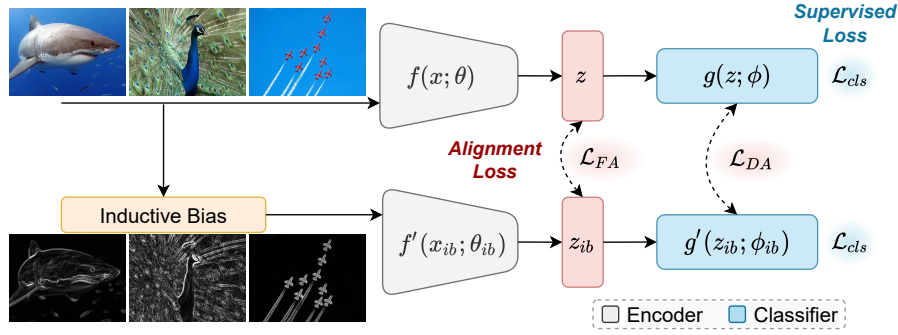 Supervised
Loss
f(x; θ)
z
g(z; ϕ)
ℒcls
Alignment
Loss
ℒFA
ℒDA
Inductive Bias
f′(xib; θib)
zib
g′(zib; ϕib)
ℒcls
Encoder
Classifier